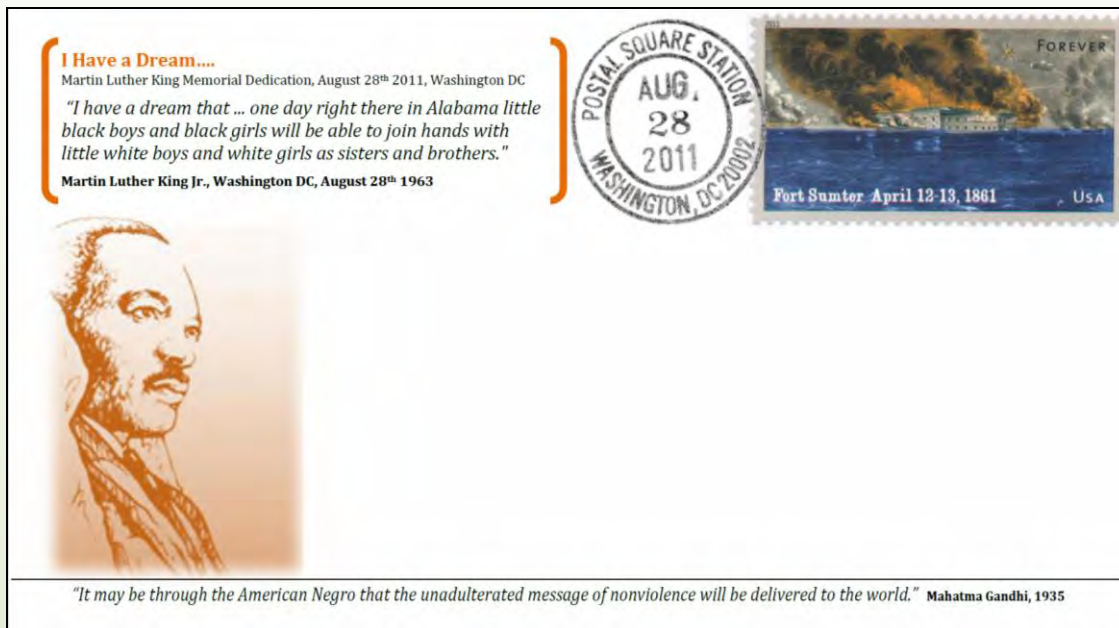 I Have a Dream....
Martin Luther King Memorial Dedication, August 28th 2011, Washington DC
"I have a dream that ... one day right there in Alabama little
black boys and black girls will be able to join hands with
little white boys and white girls as sisters and brothers."
Martin Luther King Jr., Washington DC, August 28th 1963
POSTAL SQUARE STATION
AUG.
28
2011
WASHINGTON, DC 20002
2011
FOREVER
Fort Sumter April 12-13, 1861
USA
"It may be through the American Negro that the unadulterated message of nonviolence will be delivered to the world." Mahatma Gandhi, 1935